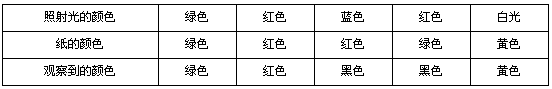 照射光的颜色 绿色 红色 蓝色 红色 白光
纸的颜色 绿色 红色 红色 绿色 黄色
观察到的颜色 绿色 红色 黑色 黑色 黄色